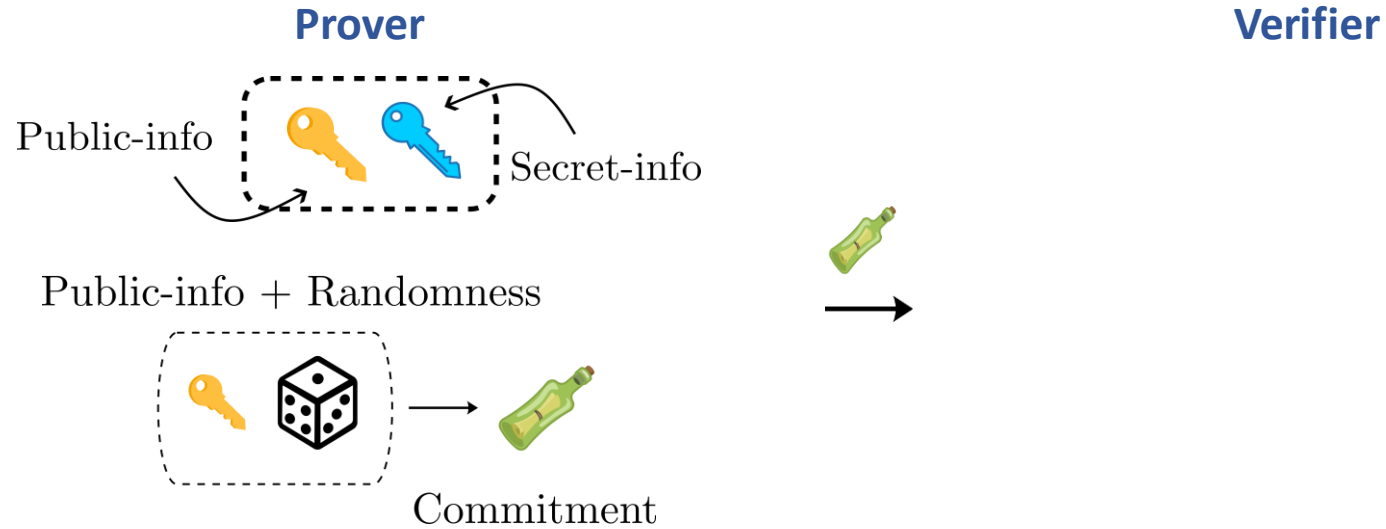 Prover
Verifier
Public-info
Secret-info
Public-info + Randomness
Commitment